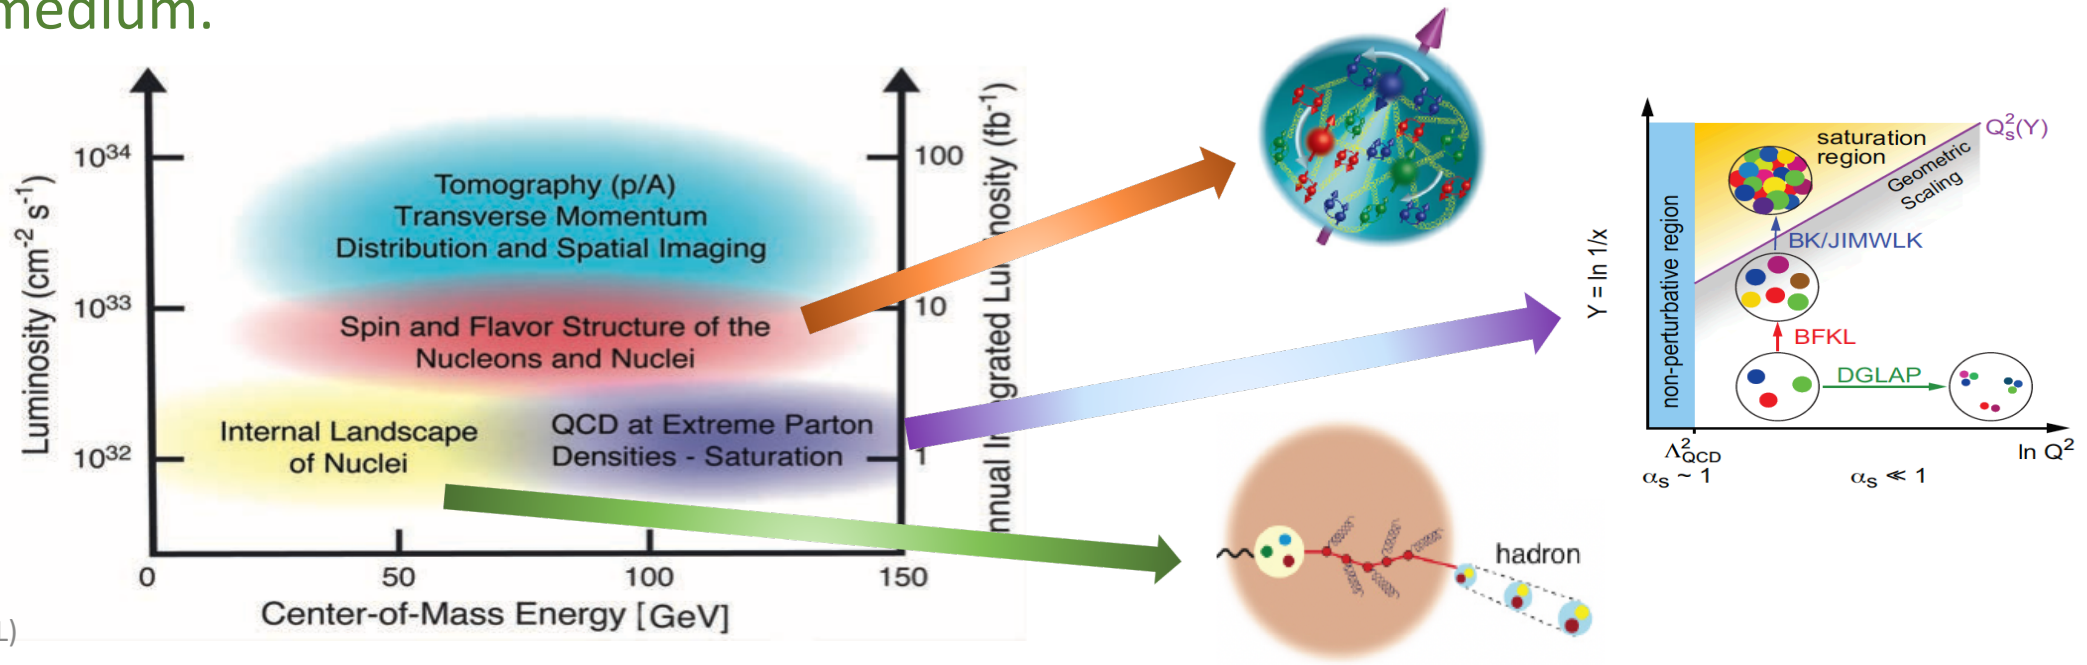 medium.
Luminosity (cm-2 s-1)
10³⁴
10³³
10³²
Tomography (p/A)
Transverse Momentum
Distribution and Spatial Imaging
Spin and Flavor Structure of the
Nucleons and Nuclei
Internal Landscape
of Nuclei
QCD at Extreme Parton
Densities - Saturation
100
10
1
osity (fb-1)
grated Lu
0
50
100
150
Center-of-Mass Energy [GeV]
L)
hadron
Y = ln 1/x
non-perturbative region
saturation
region
Q²s(Y)
Geometric
Scaling
BK/JIMWLK
BFKL
DGLAP
Λ²QCD
ln Q²
αs ~ 1
αs ≪ 1